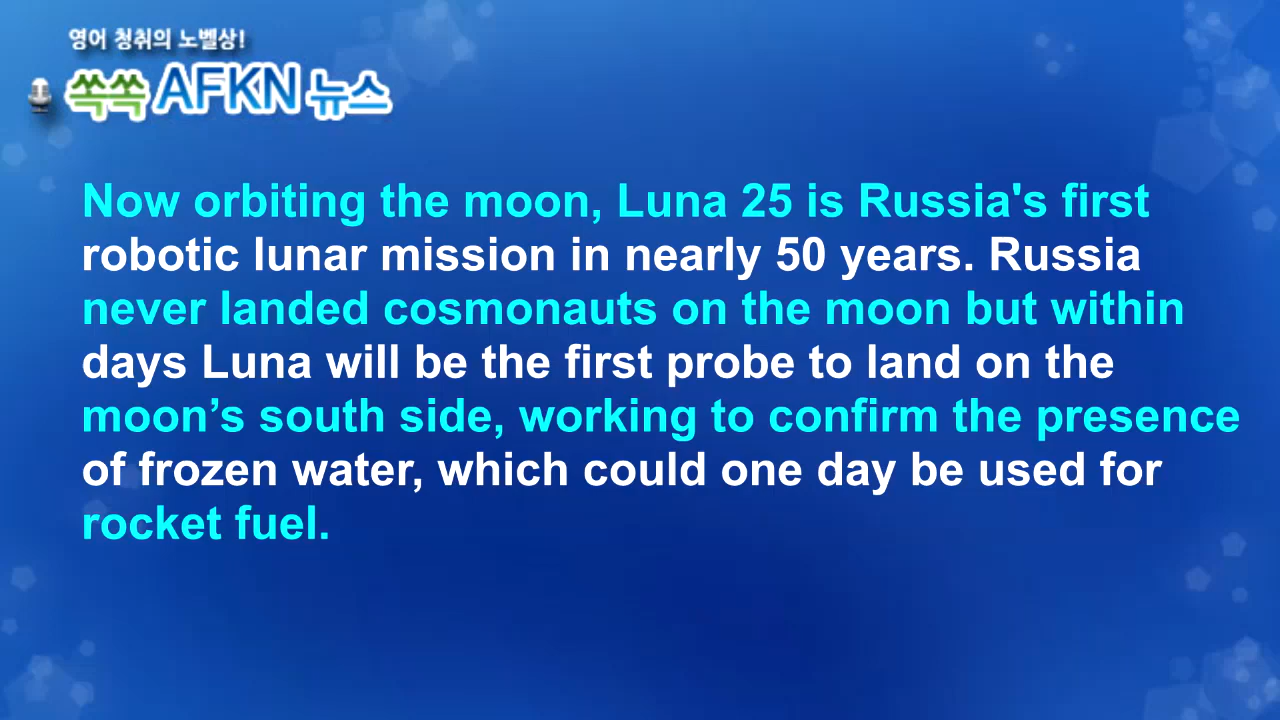 영어 청취의 노벨상!
쏙쏙 AFKN 뉴스
Now orbiting the moon, Luna 25 is Russia's first
robotic lunar mission in nearly 50 years. Russia
never landed cosmonauts on the moon but within
days Luna will be the first probe to land on the
moon’s south side, working to confirm the presence
of frozen water, which could one day be used for
rocket fuel.